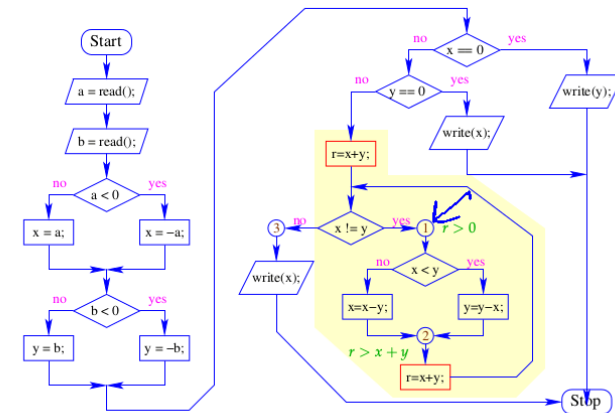 Start
a = read();
b = read();
no
a < 0
yes
x = a;
x = −a;
no
b < 0
yes
y = b;
y = −b;
no
x == 0
yes
no
y == 0
yes
write(y);
write(x);
r=x+y;
3
no
x != y
yes
1
r > 0
write(x);
no
x < y
yes
x=x−y;
y=y−x;
2
r > x + y
r=x+y;
Stop